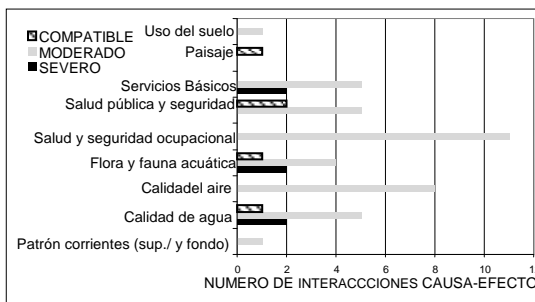 COMPATIBLE
MODERADO
SEVERO
Uso del suelo
Paisaje
Servicios Básicos
Salud pública y seguridad
Salud y seguridad ocupacional
Flora y fauna acuática
Calidadel aire
Calidad de agua
Patrón corrientes (sup./ y fondo)
0 2 4 6 8 10 12
NUMERO DE INTERACCCIONES CAUSA-EFECTO